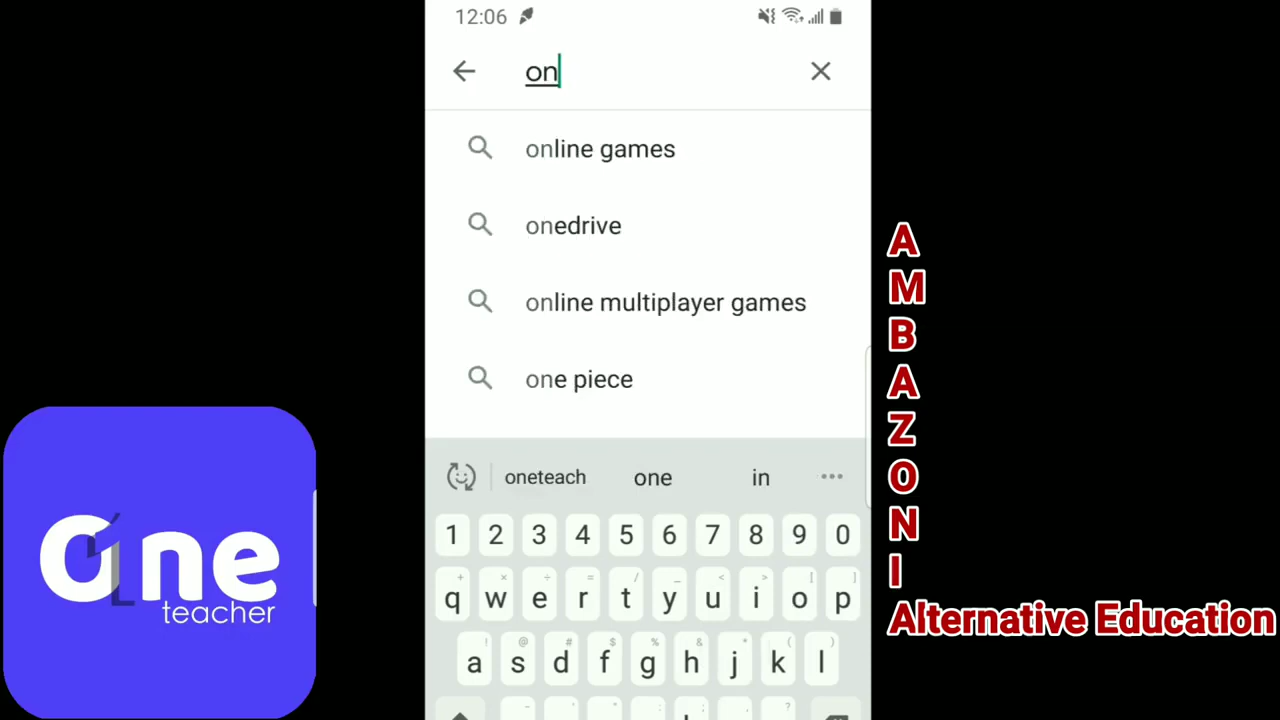 12:06
on
online games
onedrive
online multiplayer games
one piece
oneteach one in
1 2 3 4 5 6 7 8 9 0
+ × ÷ = / _ < > [ ]
q w e r t y u i o p
! @ # $ % & * ( )
a s d f g h j k l
One
teacher
A
M
B
A
Z
O
N
I
Alternative Education